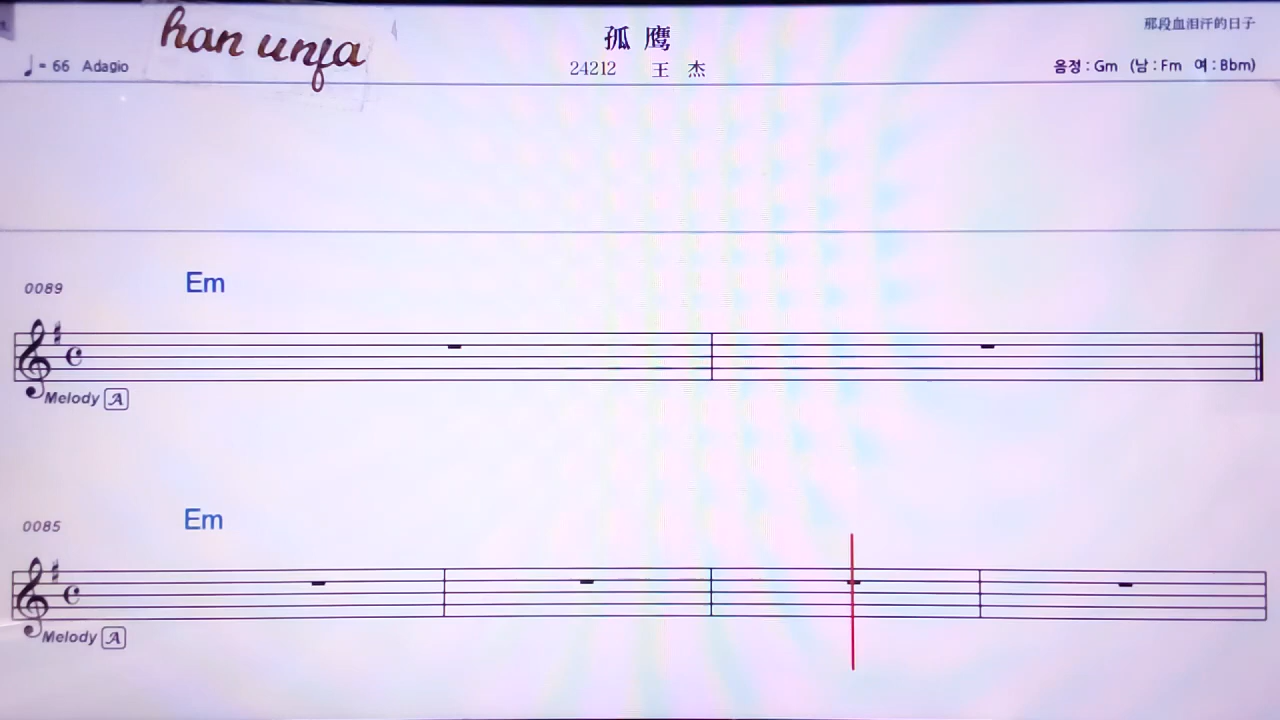 han unfa
孤鹰
那段血泪汗的日子
♩= 66 Adagio
24212 王 杰
음정 : Gm (남 : Fm 여 : Bbm)
0089 Em
Melody A
0085 Em
Melody A